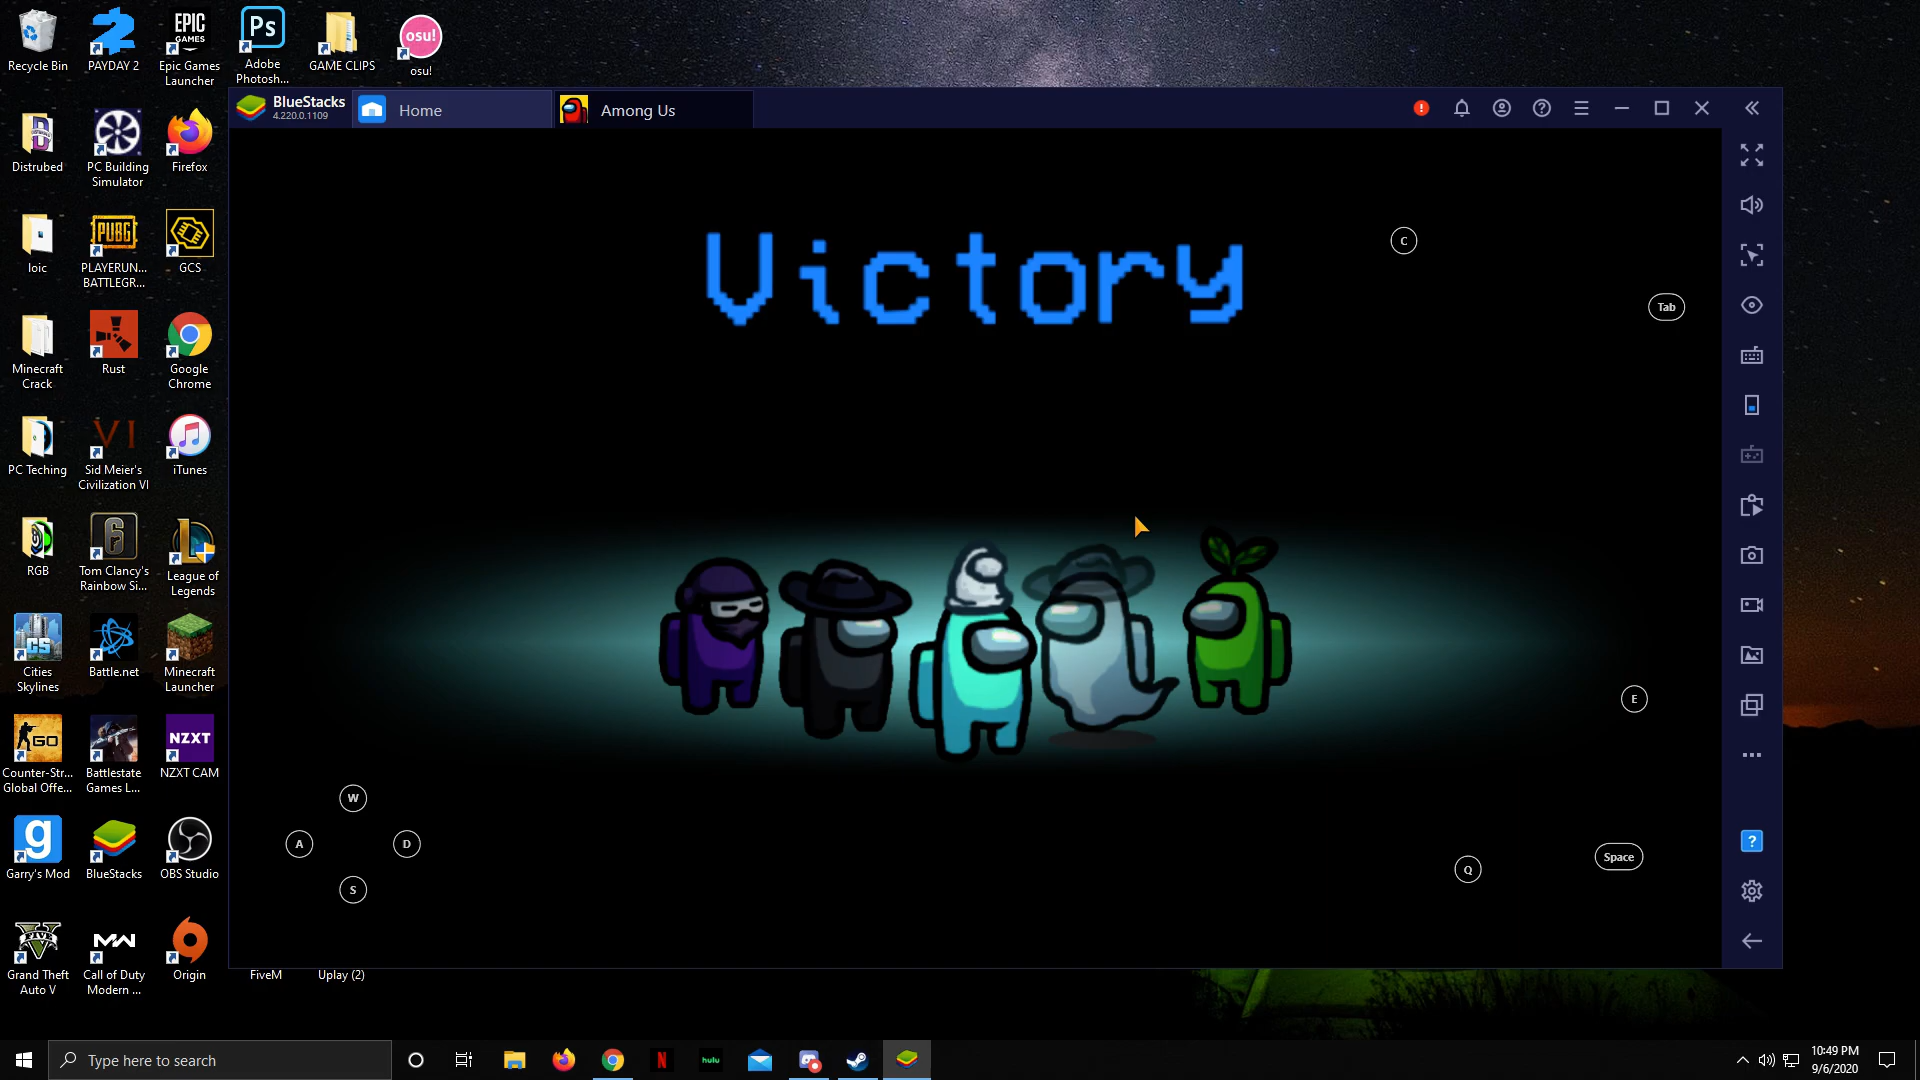 Recycle Bin
PAYDAY 2
EPIC
GAMES
Epic Games
Launcher
Ps
Adobe
Photosh...
GAME CLIPS
osu!
osu!
BlueStacks
4.220.0.1109
Home
Among Us
Distrubed
PC Building
Simulator
Firefox
loic
PUBG
PLAYERUN...
BATTLEGR...
GCS
Minecraft
Crack
Rust
Google
Chrome
PC Teching
VI
Sid Meier's
Civilization VI
iTunes
RGB
6
Tom Clancy's
Rainbow Si...
League of
Legends
CS
Cities
Skylines
Battle.net
Minecraft
Launcher
GO
Counter-Str...
Global Offe...
Battlestate
Games L...
NZXT
NZXT CAM
g
Garry's Mod
BlueStacks
OBS Studio
V
Grand Theft
Auto V
MW
Call of Duty
Modern ...
Origin
FiveM
Uplay (2)
Victory
C
Tab
E
W
A
D
S
Q
Space
Type here to search
N
hulu
10:49 PM
9/6/2020